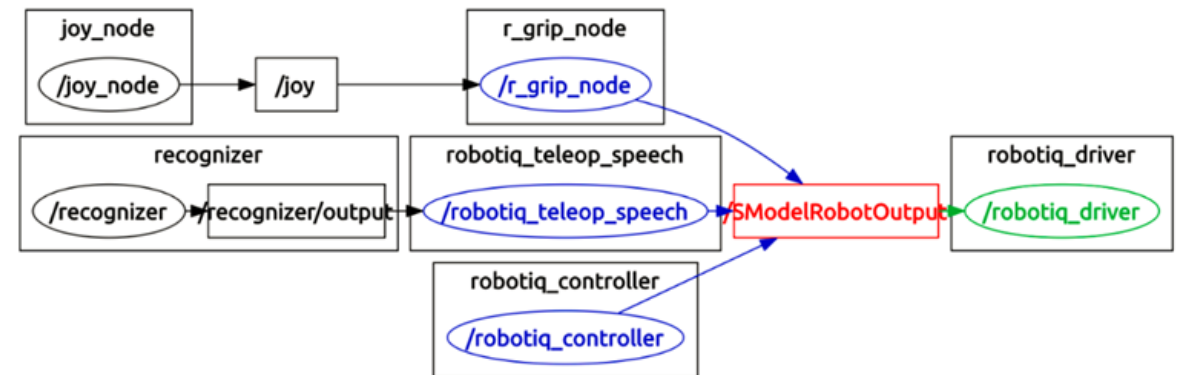 joy_node
/joy_node
/joy
r_grip_node
/r_grip_node
recognizer
/recognizer
/recognizer/output
robotiq_teleop_speech
/robotiq_teleop_speech
/SModelRobotOutput
robotiq_driver
/robotiq_driver
robotiq_controller
/robotiq_controller